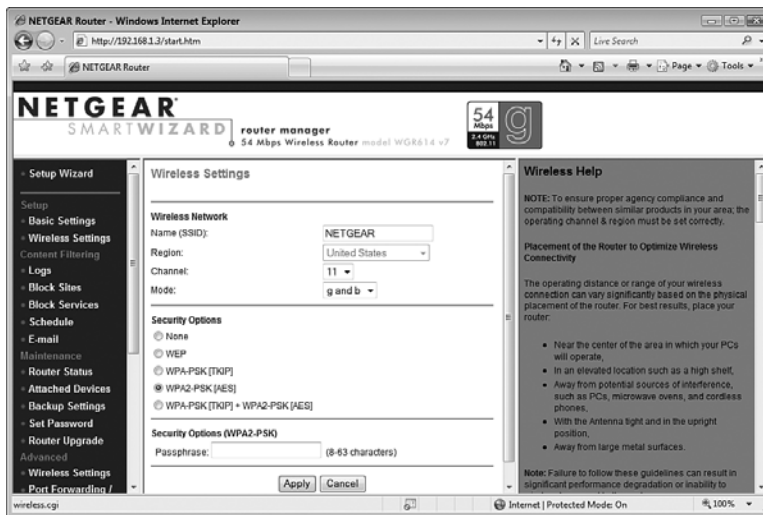 NETGEAR Router - Windows Internet Explorer
http://192.168.1.3/start.htm
Live Search
NETGEAR Router
Page
Tools
NETGEAR
SMARTWIZARD
router manager
54 Mbps Wireless Router model WGR614 v7
54
Mbps
2.4 GHz
802.11
g
Setup Wizard
Setup
Basic Settings
Wireless Settings
Content Filtering
Logs
Block Sites
Block Services
Schedule
E-mail
Maintenance
Router Status
Attached Devices
Backup Settings
Set Password
Router Upgrade
Advanced
Wireless Settings
Port Forwarding /
Wireless Settings
Wireless Network
Name (SSID): NETGEAR
Region: United States
Channel: 11
Mode: g and b
Security Options
None
WEP
WPA-PSK [TKIP]
WPA2-PSK [AES]
WPA-PSK [TKIP] + WPA2-PSK [AES]
Security Options (WPA2-PSK)
Passphrase: (8-63 characters)
Apply Cancel
Wireless Help
NOTE: To ensure proper agency compliance and
compatibility between similar products in your area; the
operating channel & region must be set correctly.
Placement of the Router to Optimize Wireless
Connectivity
The operating distance or range of your wireless
connection can vary significantly based on the physical
placement of the router. For best results, place your
router:
Near the center of the area in which your PCs
will operate,
In an elevated location such as a high shelf,
Away from potential sources of interference,
such as PCs, microwave ovens, and cordless
phones,
With the Antenna tight and in the upright
position,
Away from large metal surfaces.
Note: Failure to follow these guidelines can result in
significant performance degradation or inability to
wireless.cgi
Internet | Protected Mode: On
100%